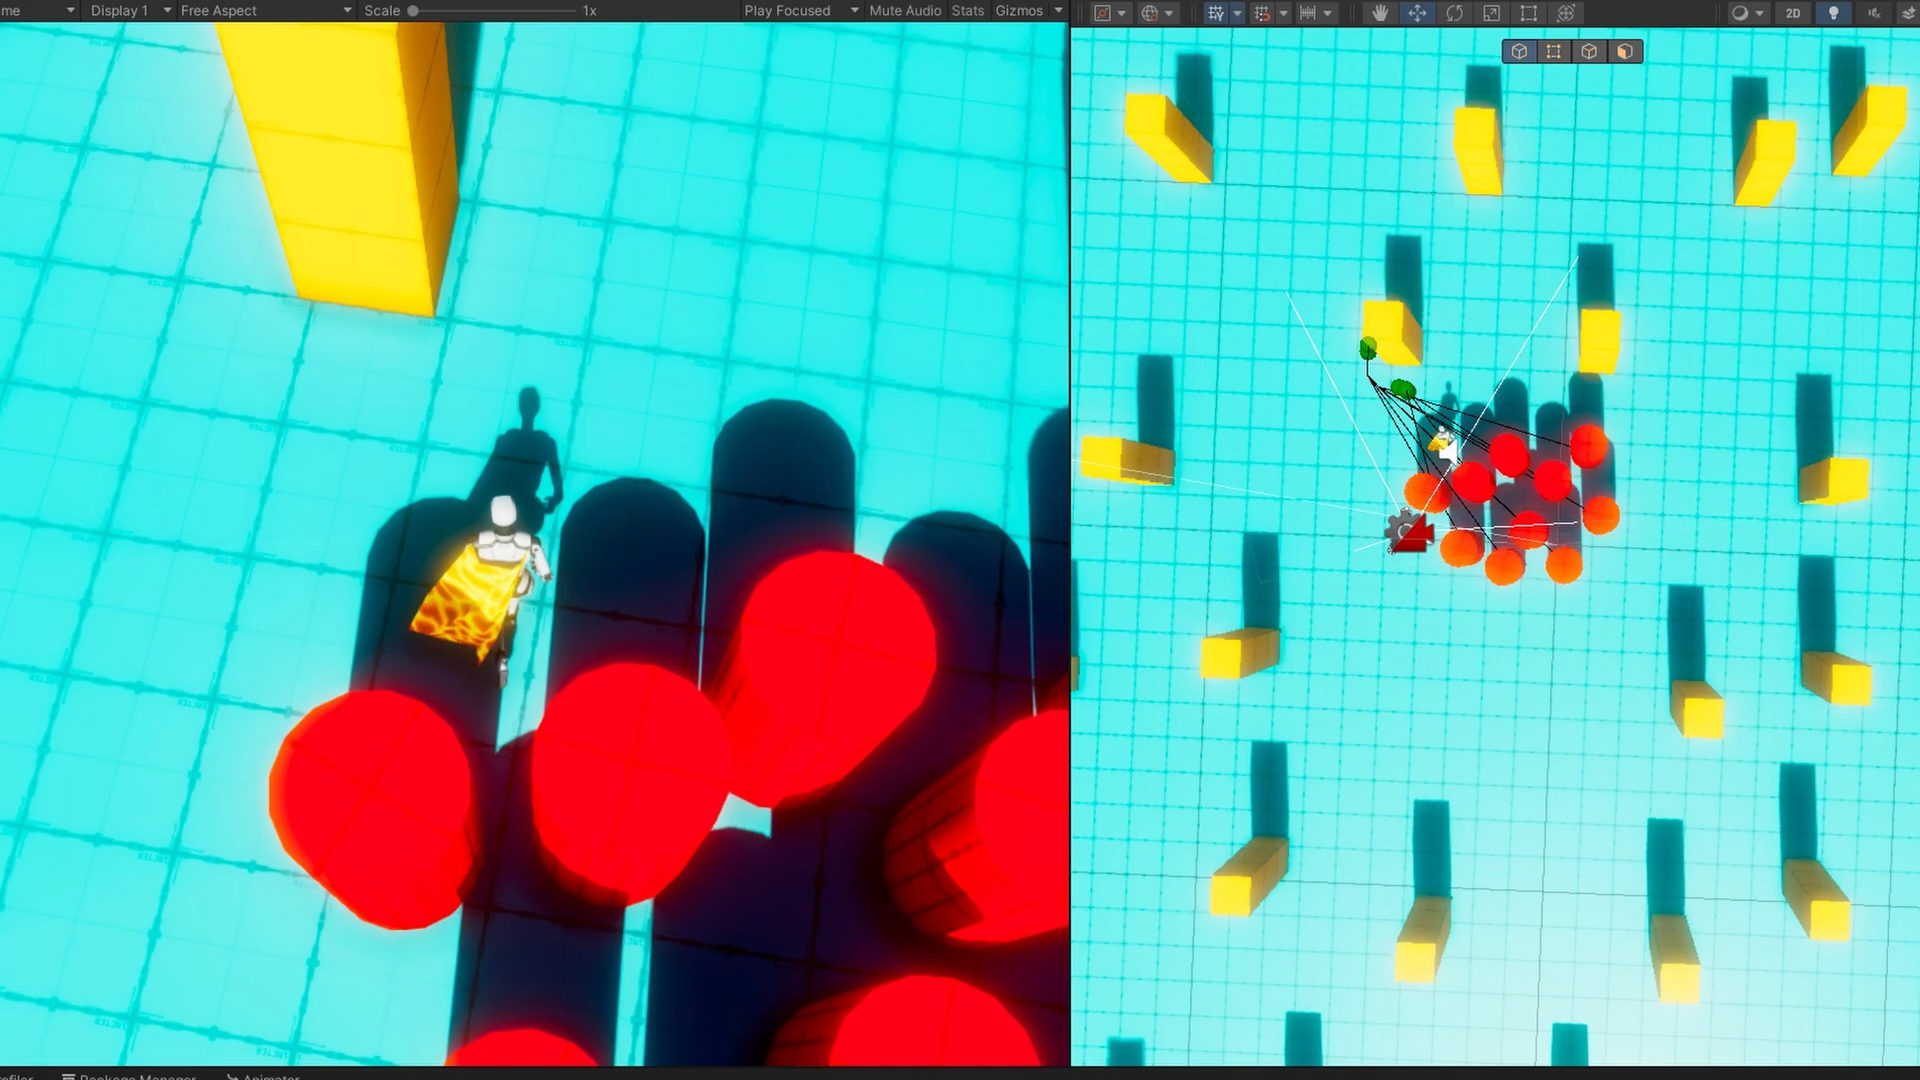 me Display 1 Free Aspect Scale 1x Play Focused Mute Audio Stats Gizmos
2D
Package Manager Animator